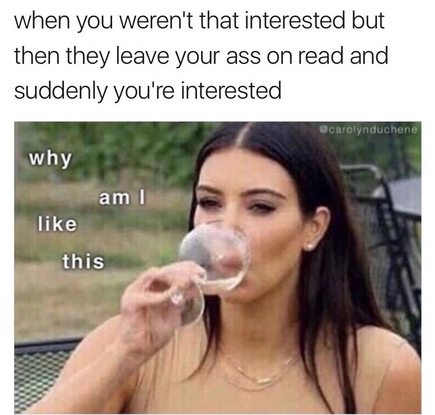 when you weren't that interested but
then they leave your ass on read and
suddenly you're interested
@carolynduchene
why
am I
like
this